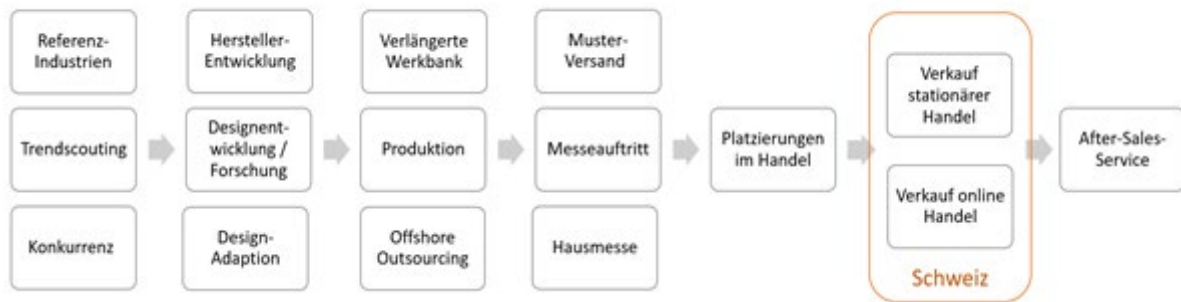 Referenz-
Industrien
Trendscouting
Konkurrenz
Hersteller-
Entwicklung
Designent-
wicklung /
Forschung
Design-
Adaption
Verlängerte
Werkbank
Produktion
Offshore
Outsourcing
Muster-
Versand
Messeauftritt
Hausmesse
Platzierungen
im Handel
Verkauf
stationärer
Handel
Verkauf online
Handel
Schweiz
After-Sales-
Service